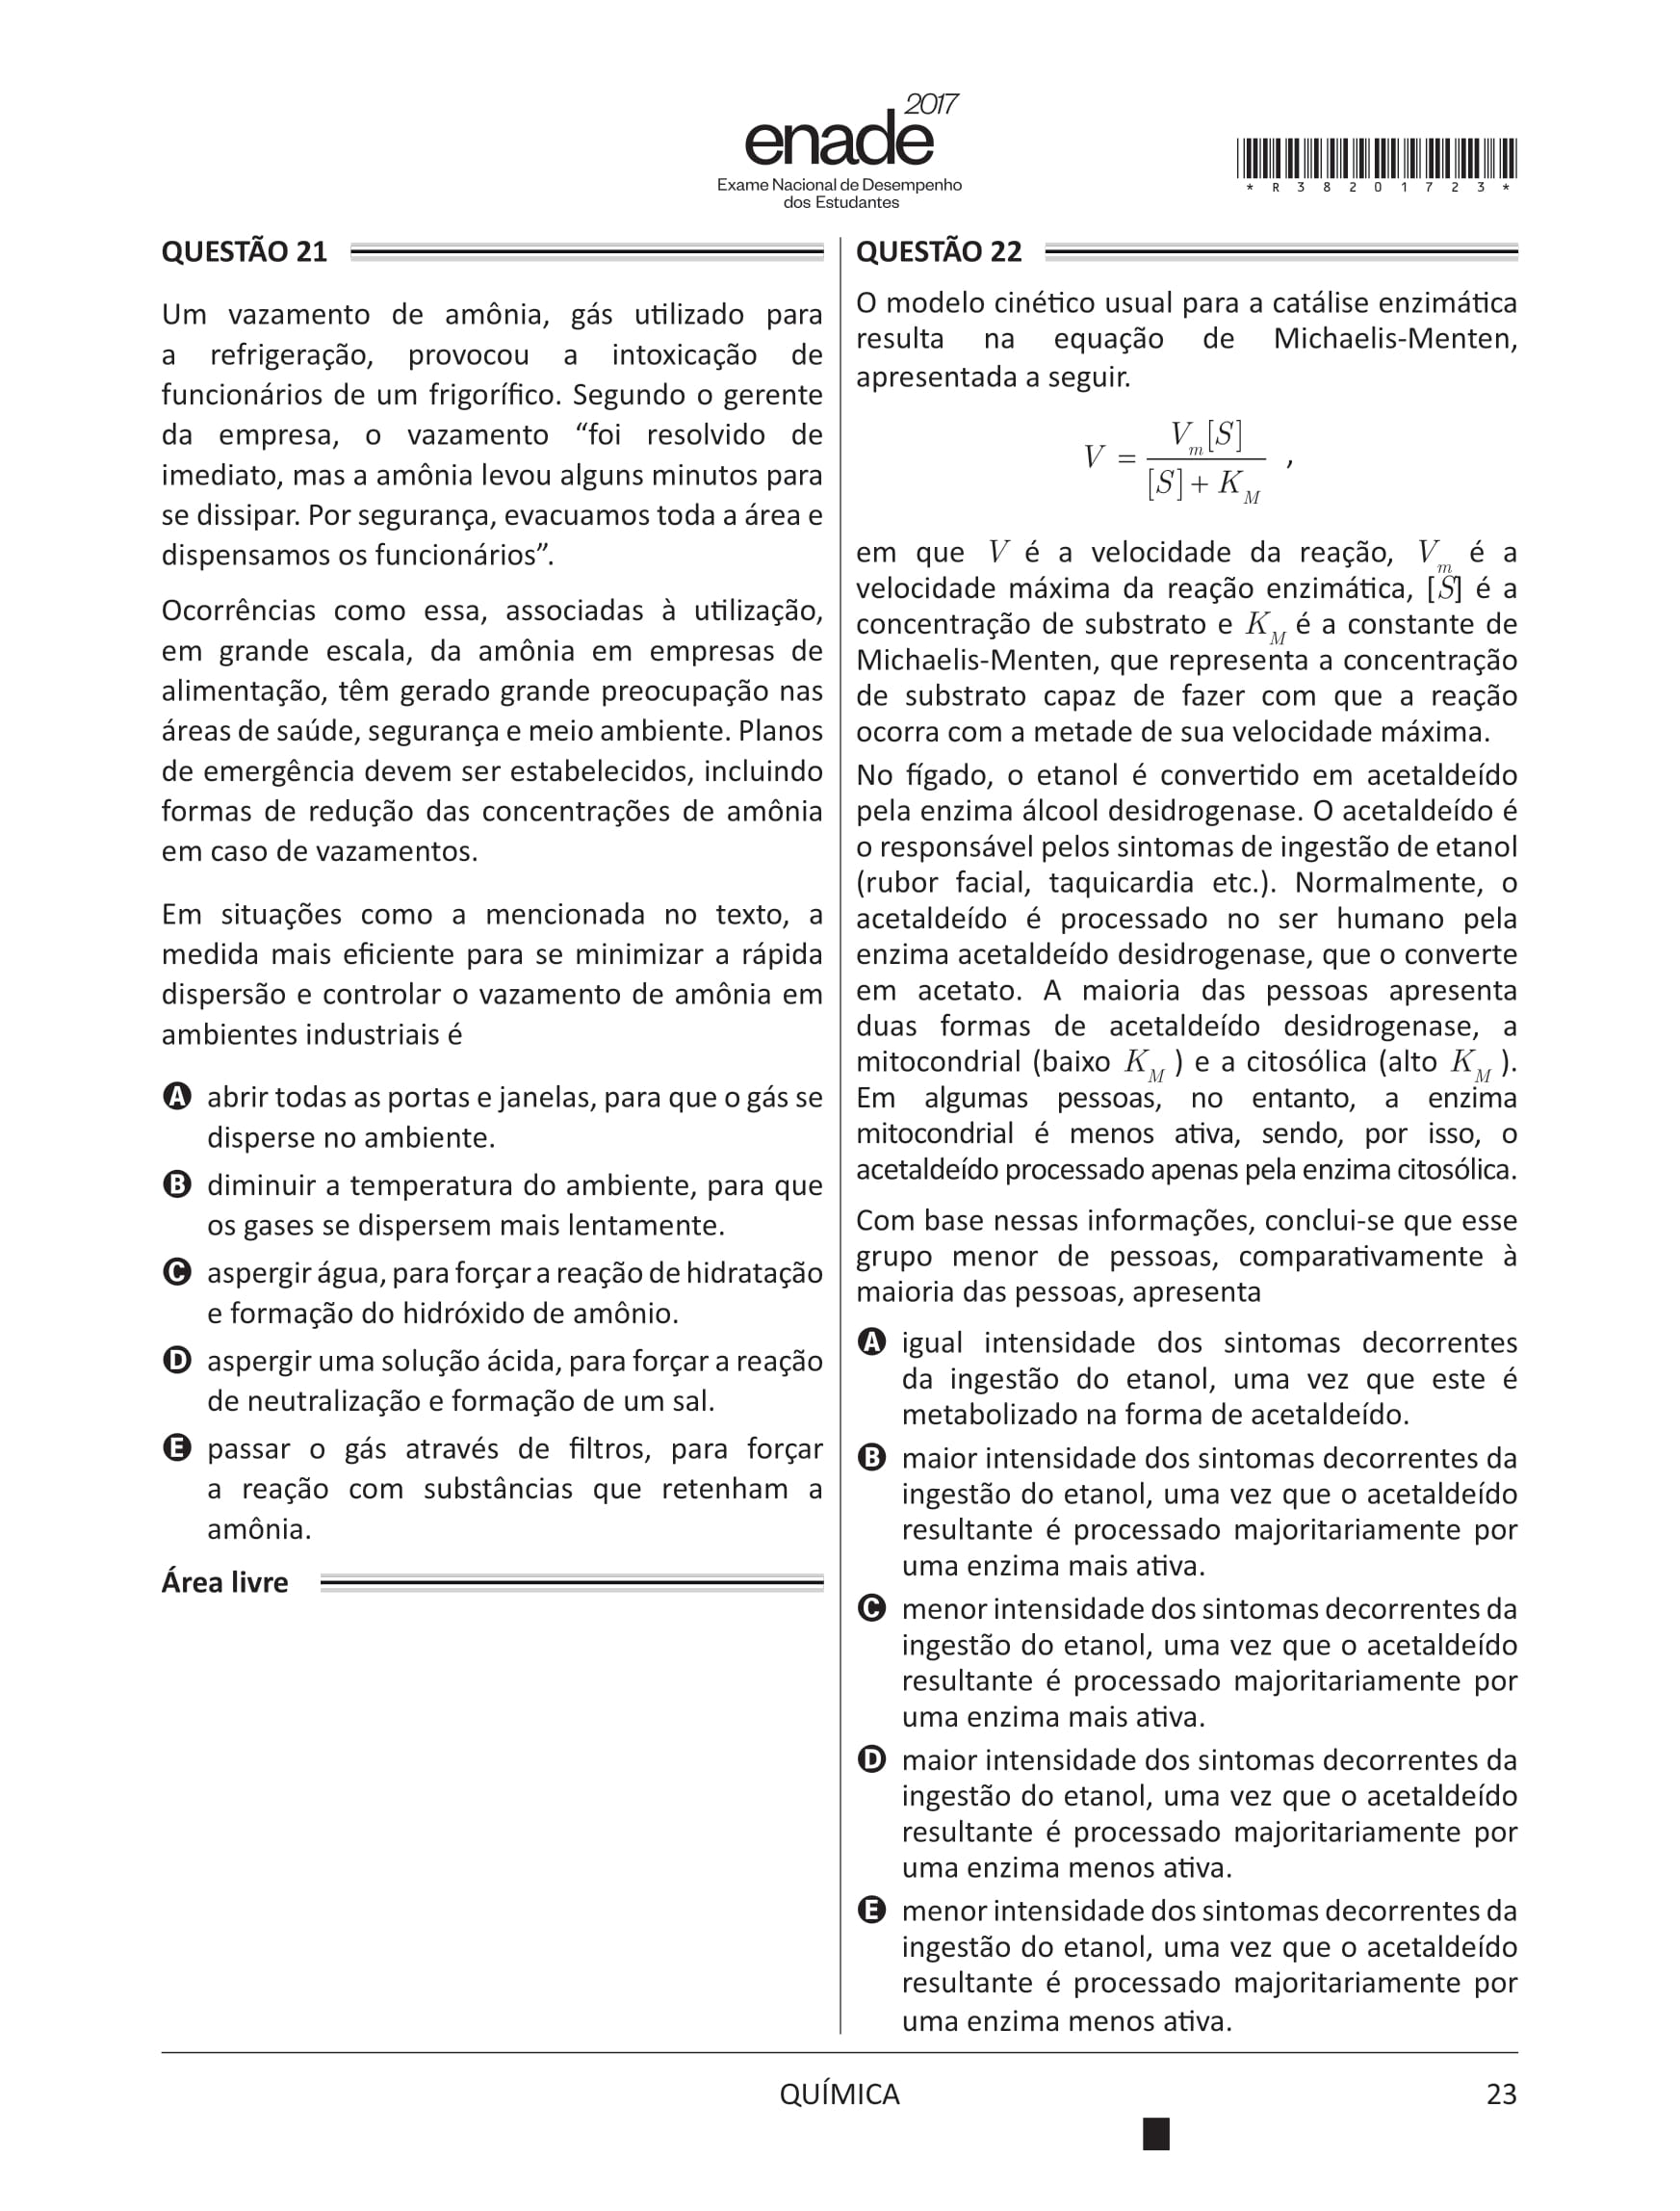 2017
enade
Exame Nacional de Desempenho
dos Estudantes
*R38201723*
QUESTÃO 21
Um vazamento de amônia, gás utilizado para
a refrigeração, provocou a intoxicação de
funcionários de um frigorífico. Segundo o gerente
da empresa, o vazamento “foi resolvido de
imediato, mas a amônia levou alguns minutos para
se dissipar. Por segurança, evacuamos toda a área e
dispensamos os funcionários”.
Ocorrências como essa, associadas à utilização,
em grande escala, da amônia em empresas de
alimentação, têm gerado grande preocupação nas
áreas de saúde, segurança e meio ambiente. Planos
de emergência devem ser estabelecidos, incluindo
formas de redução das concentrações de amônia
em caso de vazamentos.
Em situações como a mencionada no texto, a
medida mais eficiente para se minimizar a rápida
dispersão e controlar o vazamento de amônia em
ambientes industriais é
A abrir todas as portas e janelas, para que o gás se
disperse no ambiente.
B diminuir a temperatura do ambiente, para que
os gases se dispersem mais lentamente.
C aspergir água, para forçar a reação de hidratação
e formação do hidróxido de amônio.
D aspergir uma solução ácida, para forçar a reação
de neutralização e formação de um sal.
E passar o gás através de filtros, para forçar
a reação com substâncias que retenham a
amônia.
Área livre
QUESTÃO 22
O modelo cinético usual para a catálise enzimática
resulta na equação de Michaelis-Menten,
apresentada a seguir.
V = V_m[S] / ([S] + K_M) ,
em que V é a velocidade da reação, V_m é a
velocidade máxima da reação enzimática, [S] é a
concentração de substrato e K_M é a constante de
Michaelis-Menten, que representa a concentração
de substrato capaz de fazer com que a reação
ocorra com a metade de sua velocidade máxima.
No fígado, o etanol é convertido em acetaldeído
pela enzima álcool desidrogenase. O acetaldeído é
o responsável pelos sintomas de ingestão de etanol
(rubor facial, taquicardia etc.). Normalmente, o
acetaldeído é processado no ser humano pela
enzima acetaldeído desidrogenase, que o converte
em acetato. A maioria das pessoas apresenta
duas formas de acetaldeído desidrogenase, a
mitocondrial (baixo K_M ) e a citosólica (alto K_M ).
Em algumas pessoas, no entanto, a enzima
mitocondrial é menos ativa, sendo, por isso, o
acetaldeído processado apenas pela enzima citosólica.
Com base nessas informações, conclui-se que esse
grupo menor de pessoas, comparativamente à
maioria das pessoas, apresenta
A igual intensidade dos sintomas decorrentes
da ingestão do etanol, uma vez que este é
metabolizado na forma de acetaldeído.
B maior intensidade dos sintomas decorrentes da
ingestão do etanol, uma vez que o acetaldeído
resultante é processado majoritariamente por
uma enzima mais ativa.
C menor intensidade dos sintomas decorrentes da
ingestão do etanol, uma vez que o acetaldeído
resultante é processado majoritariamente por
uma enzima mais ativa.
D maior intensidade dos sintomas decorrentes da
ingestão do etanol, uma vez que o acetaldeído
resultante é processado majoritariamente por
uma enzima menos ativa.
E menor intensidade dos sintomas decorrentes da
ingestão do etanol, uma vez que o acetaldeído
resultante é processado majoritariamente por
uma enzima menos ativa.
QUÍMICA
23